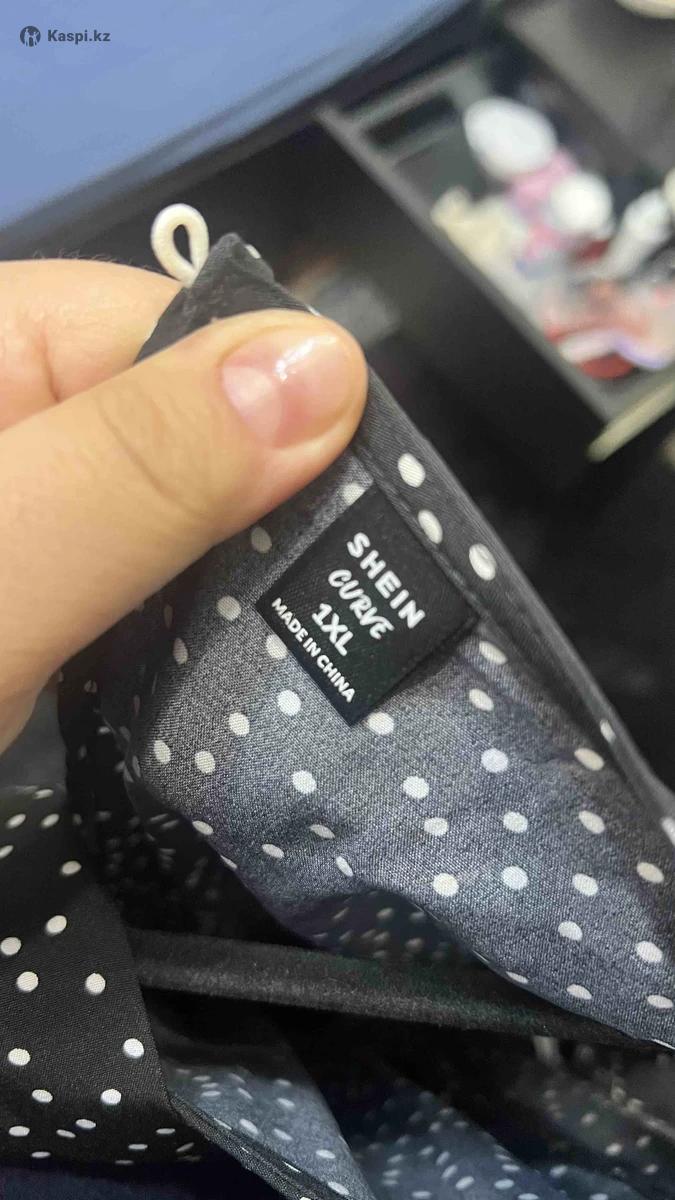 Kaspi.kz
SHEIN
CURVE
1XL
MADE IN CHINA